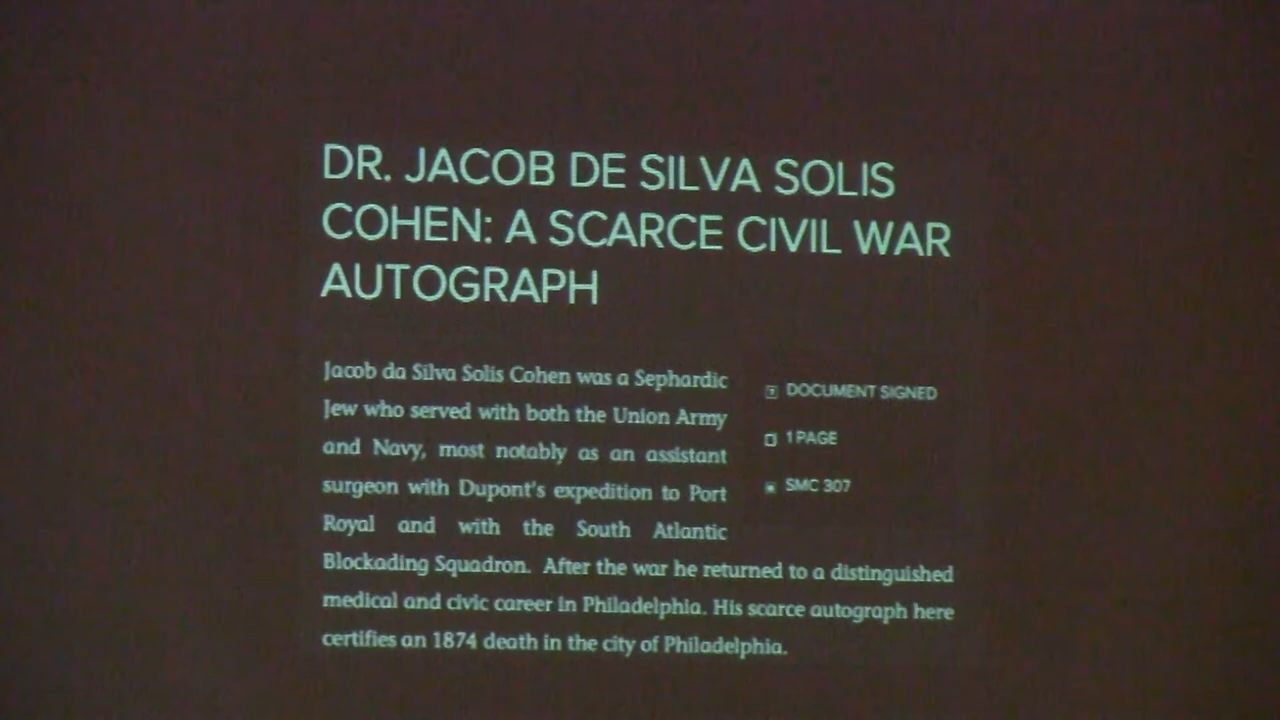 DR. JACOB DE SILVA SOLIS
COHEN: A SCARCE CIVIL WAR
AUTOGRAPH
Jacob da Silva Solis Cohen was a Sephardic
Jew who served with both the Union Army
and Navy, most notably as an assistant
surgeon with Dupont's expedition to Port
Royal and with the South Atlantic
Blockading Squadron. After the war he returned to a distinguished
medical and civic career in Philadelphia. His scarce autograph here
certifies an 1874 death in the city of Philadelphia.
DOCUMENT SIGNED
1 PAGE
SMC 307